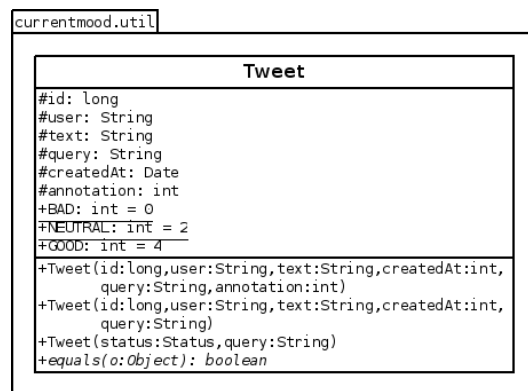 currentmood.util
Tweet
#id: long
#user: String
#text: String
#query: String
#createdAt: Date
#annotation: int
+BAD: int = 0
+NEUTRAL: int = 2
+GOOD: int = 4
+Tweet(id:long,user:String,text:String,createdAt:int,
query:String,annotation:int)
+Tweet(id:long,user:String,text:String,createdAt:int,
query:String)
+Tweet(status:Status,query:String)
+equals(o:Object): boolean